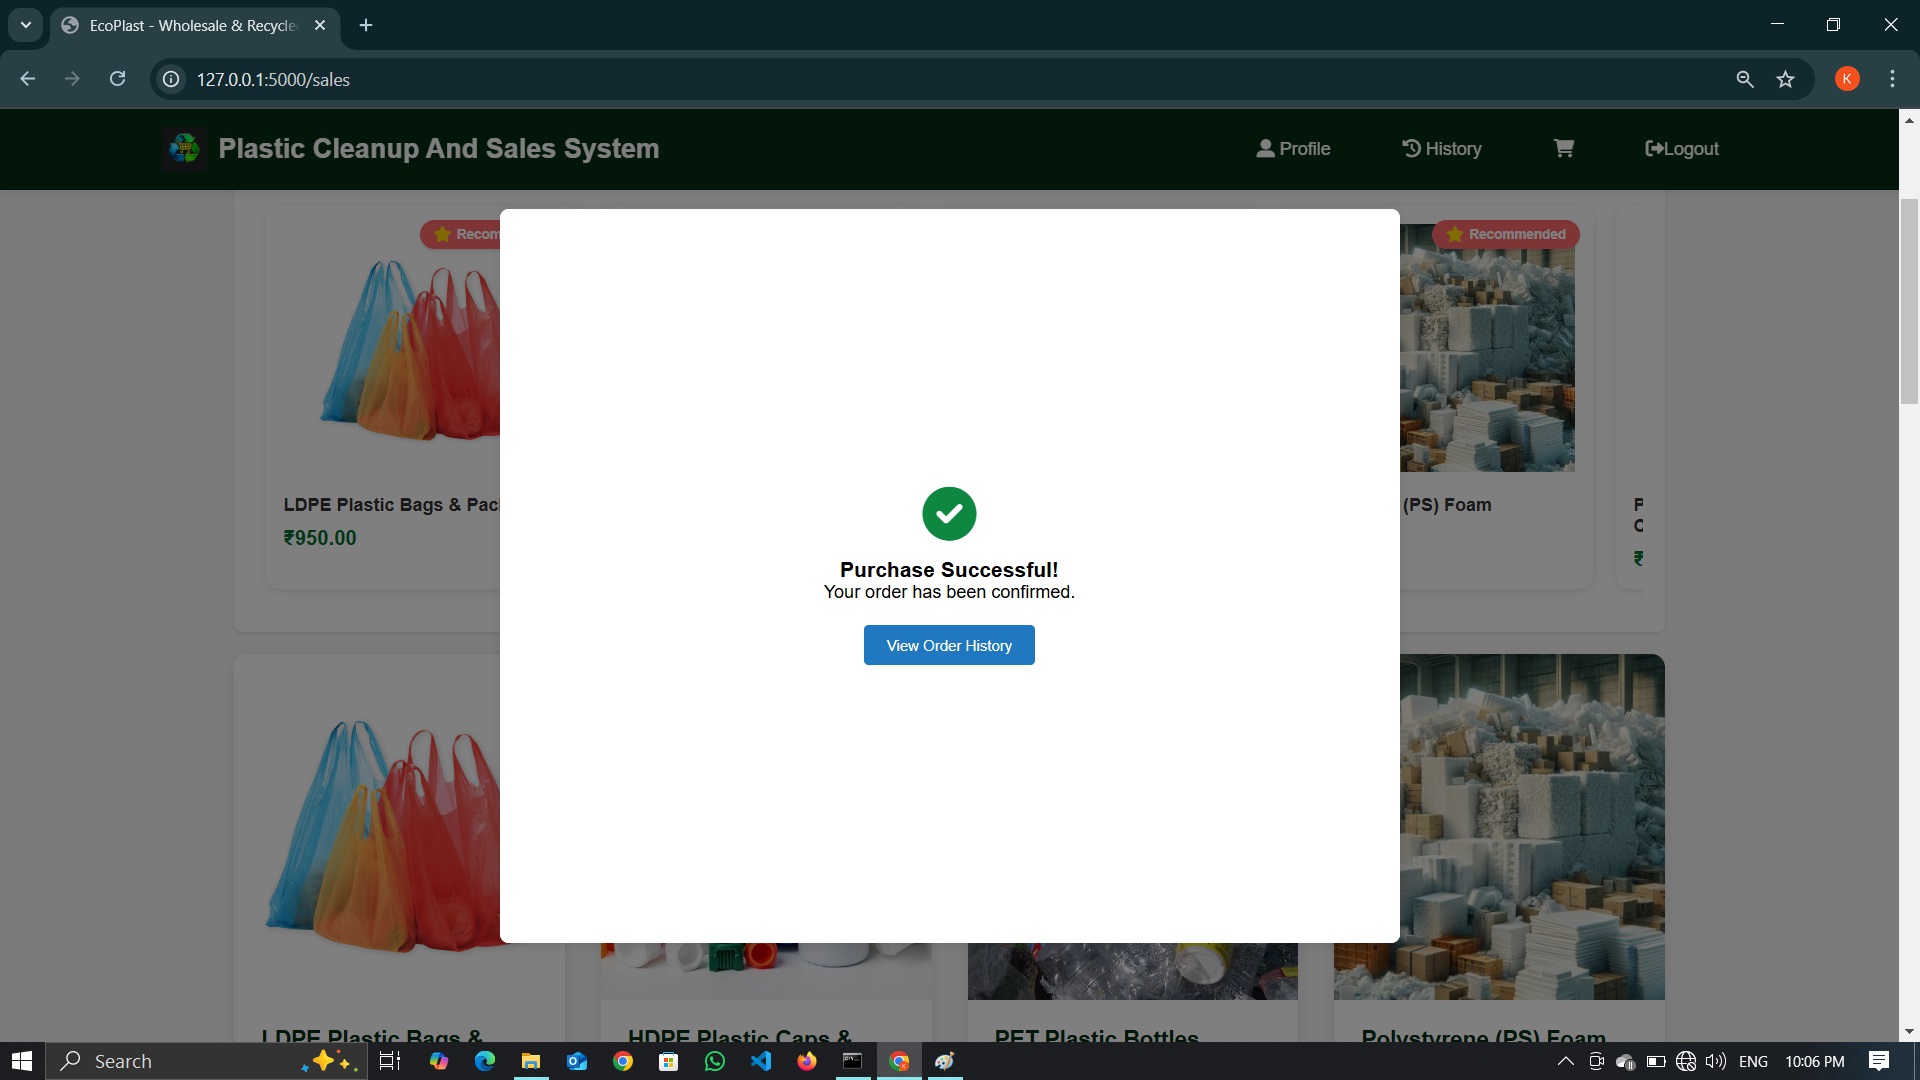 EcoPlast - Wholesale & Recycle
127.0.0.1:5000/sales
K
Plastic Cleanup And Sales System
Profile
History
Logout
Recom
Recommended
LDPE Plastic Bags & Pac
₹950.00
(PS) Foam
₹
Purchase Successful!
Your order has been confirmed.
View Order History
LDPE Plastic Bags &
HDPE Plastic Caps &
PET Plastic Bottles
Polystyrene (PS) Foam
Search
ENG
10:06 PM